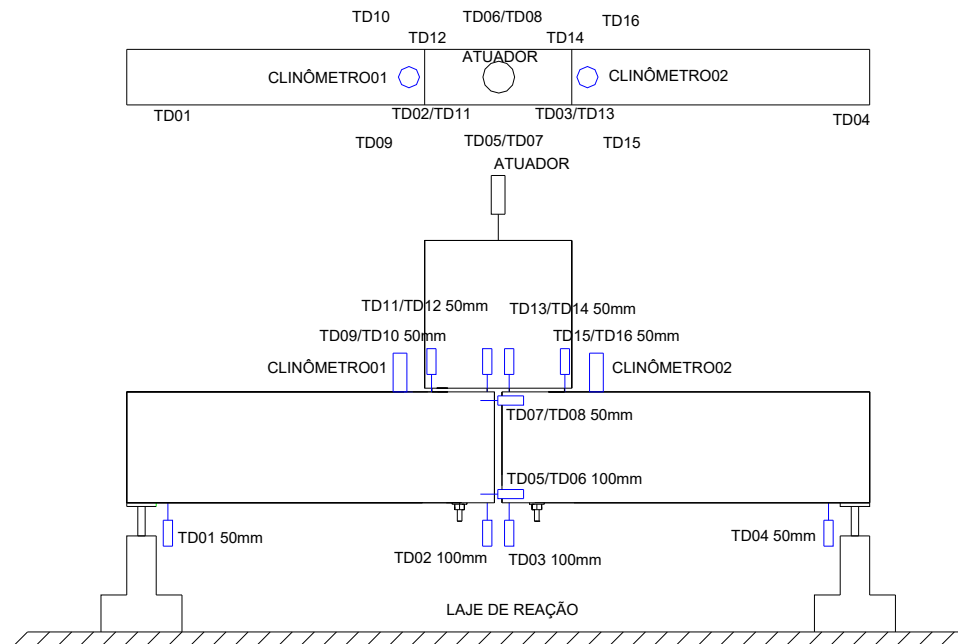 TD10
TD06/TD08
TD16
TD12
TD14
ATUADOR
CLINÔMETRO01
CLINÔMETRO02
TD01
TD02/TD11
TD03/TD13
TD04
TD09
TD05/TD07
TD15
ATUADOR
TD11/TD12 50mm
TD13/TD14 50mm
TD09/TD10 50mm
TD15/TD16 50mm
CLINÔMETRO01
CLINÔMETRO02
TD07/TD08 50mm
TD05/TD06 100mm
TD01 50mm
TD02 100mm
TD03 100mm
TD04 50mm
LAJE DE REAÇÃO